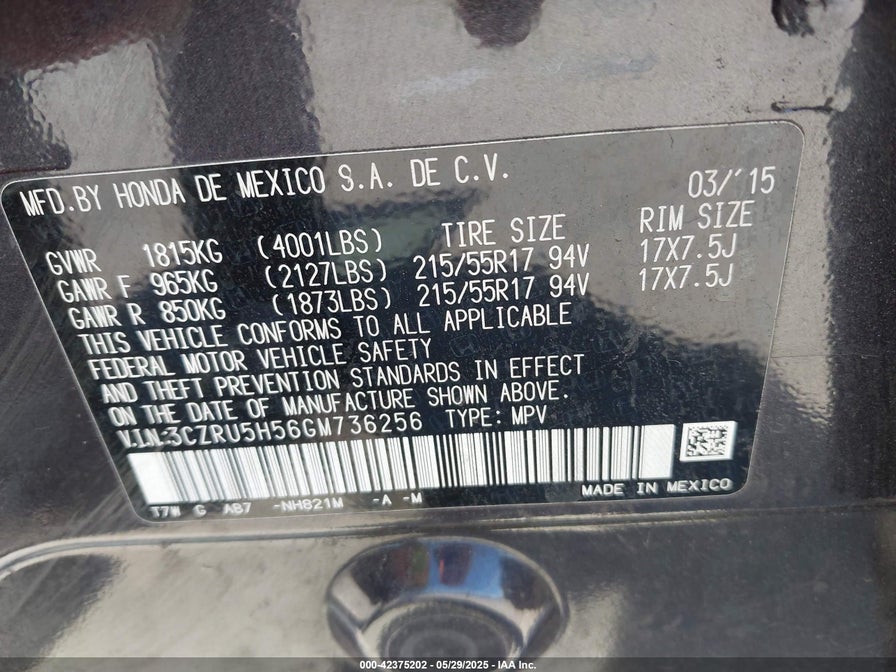 MFD.BY HONDA DE MEXICO S.A. DE C.V. 03/'15
TIRE SIZE RIM SIZE
GVWR 1815KG (4001LBS)
GAWR F 965KG (2127LBS) 215/55R17 94V 17X7.5J
GAWR R 850KG (1873LBS) 215/55R17 94V 17X7.5J
THIS VEHICLE CONFORMS TO ALL APPLICABLE
FEDERAL MOTOR VEHICLE SAFETY
AND THEFT PREVENTION STANDARDS IN EFFECT
ON THE DATE OF MANUFACTURE SHOWN ABOVE.
V.I.N:3CZRU5H56GM736256 TYPE: MPV
T7W G AB7 -NH821M -A -M MADE IN MEXICO
000-42375202 - 05/29/2025 - IAA Inc.